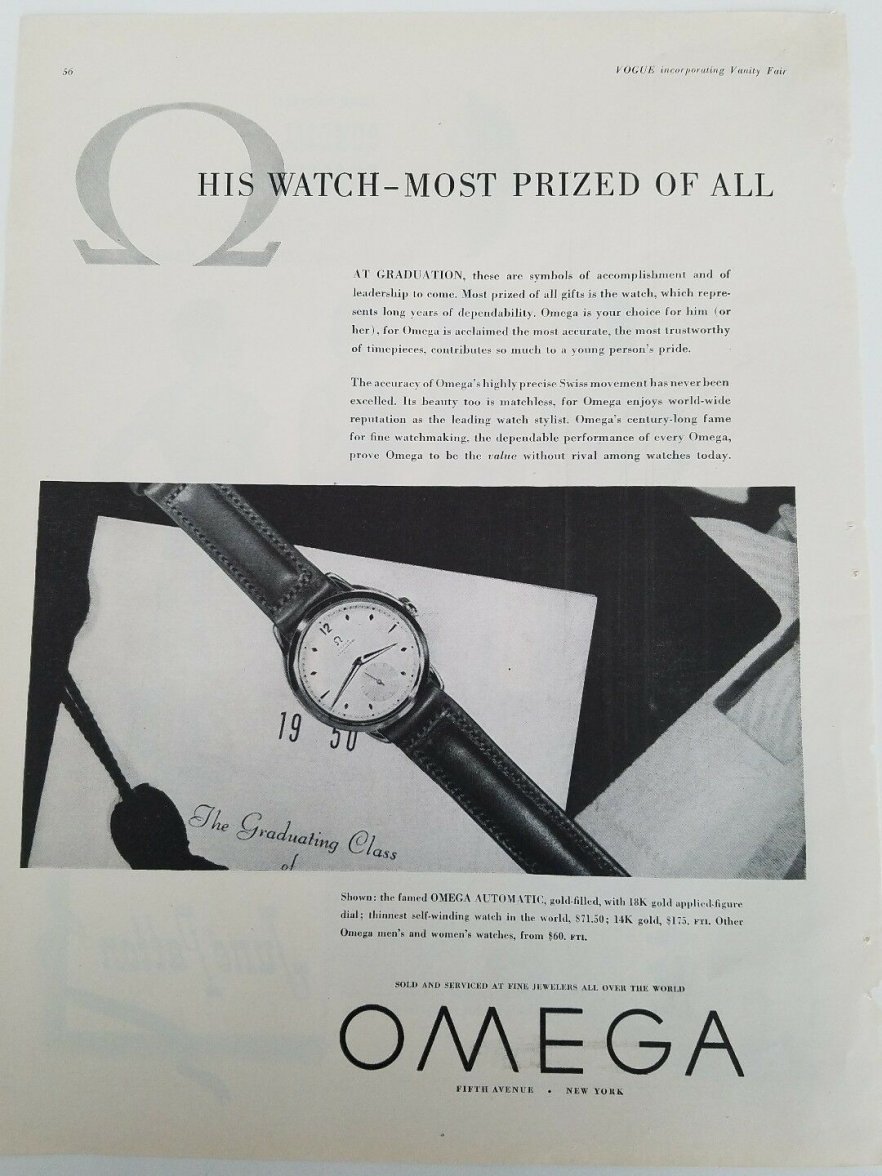 56
VOGUE incorporating Vanity Fair
Ω
HIS WATCH–MOST PRIZED OF ALL
AT GRADUATION, these are symbols of accomplishment and of
leadership to come. Most prized of all gifts is the watch, which repre-
sents long years of dependability. Omega is your choice for him (or
her), for Omega is acclaimed the most accurate, the most trustworthy
of timepieces, contributes so much to a young person's pride.
The accuracy of Omega's highly precise Swiss movement has never been
excelled. Its beauty too is matchless, for Omega enjoys world-wide
reputation as the leading watch stylist. Omega's century-long fame
for fine watchmaking, the dependable performance of every Omega,
prove Omega to be the value without rival among watches today.
12
Ω
19 50
The Graduating Class
of
Shown: the famed OMEGA AUTOMATIC, gold-filled, with 18K gold applied-figure
dial; thinnest self-winding watch in the world, $71.50; 14K gold, $175. FTI. Other
Omega men's and women's watches, from $60. FTI.
SOLD AND SERVICED AT FINE JEWELERS ALL OVER THE WORLD
OMEGA
FIFTH AVENUE • NEW YORK